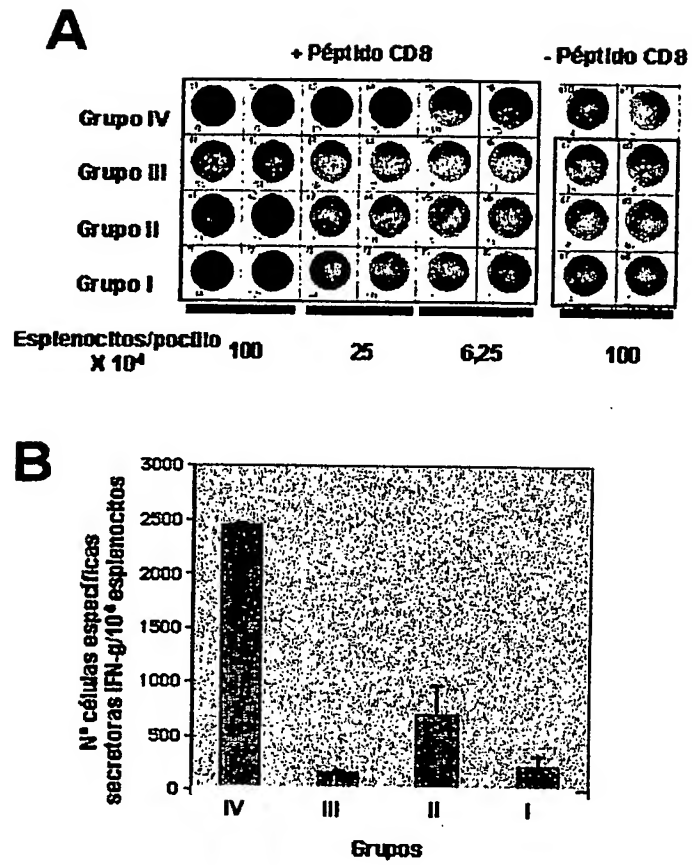 A
+ Péptido CD8
- Péptido CD8
Grupo IV
Grupo III
Grupo II
Grupo I
Esplenocitos/pocillo
X 10⁴
100
25
6,25
100
B
3000
2500
2000
1500
1000
500
0
Nº células específicas
secretoras IFN-g/10⁶ esplenocitos
IV
III
II
I
Grupos